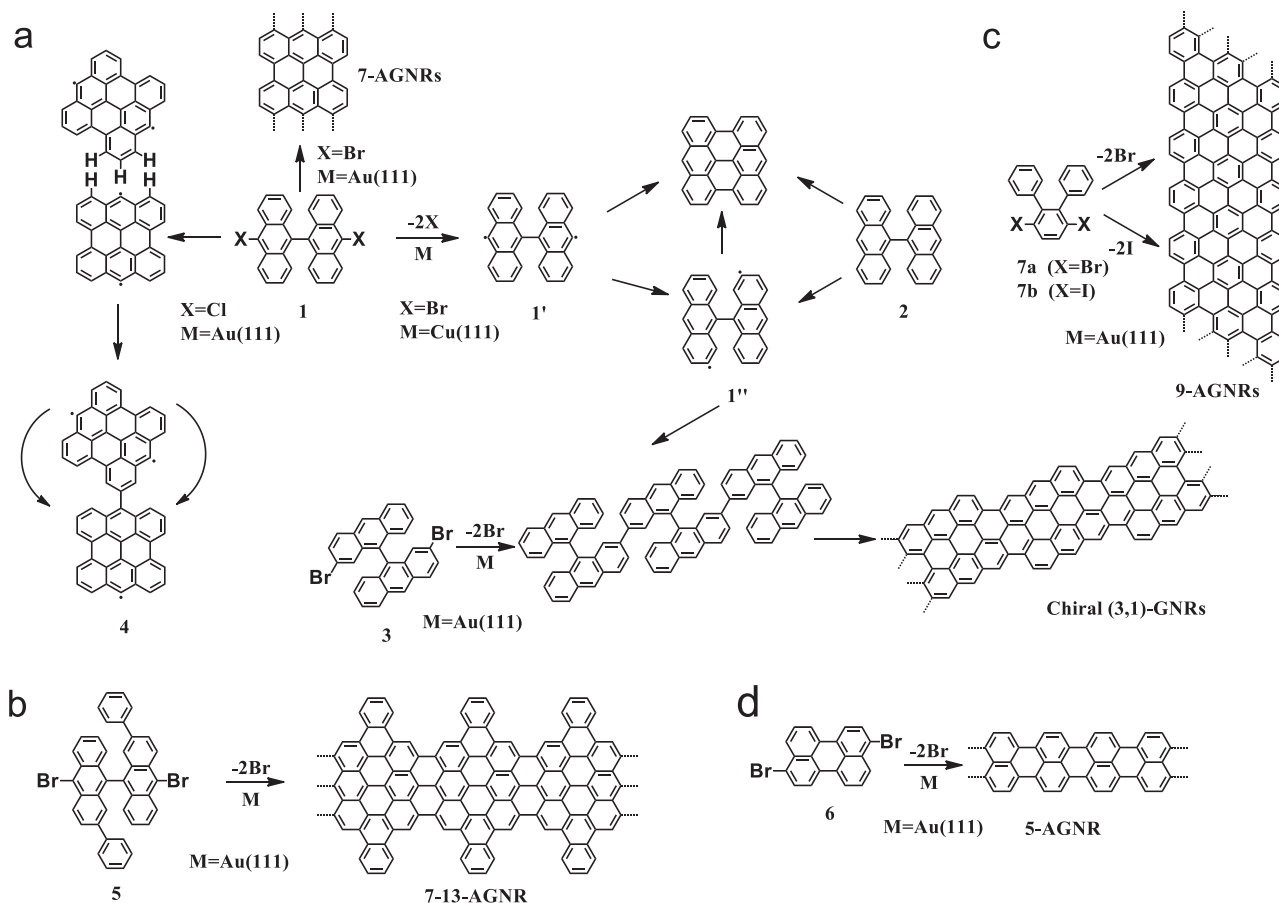 a
7-AGNRs
H H
H
H H
X=Br
M=Au(111)
X X
1
X=Cl
M=Au(111)
-2X
M
X=Br
M=Cu(111)
1'
2
1''
4
Br
Br
3
-2Br
M
M=Au(111)
Chiral (3,1)-GNRs
c
X X
7a (X=Br)
7b (X=I)
-2Br
-2I
M=Au(111)
9-AGNRs
b
Br Br
5
-2Br
M
M=Au(111)
7-13-AGNR
d
Br
Br
6
-2Br
M
M=Au(111)
5-AGNR